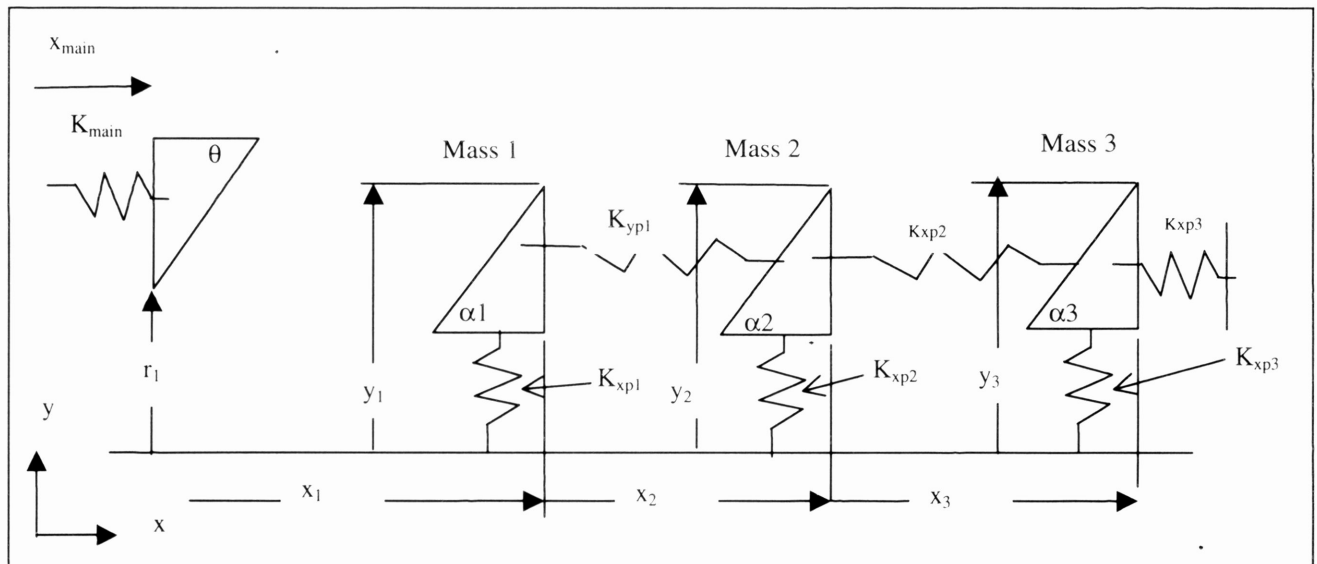 x_main
K_main
θ
Mass 1
Mass 2
Mass 3
K_yp1
Kxp2
Kxp3
α1
α2
α3
r_1
y_1
K_xp1
y_2
K_xp2
y_3
K_xp3
y
x
x_1
x_2
x_3